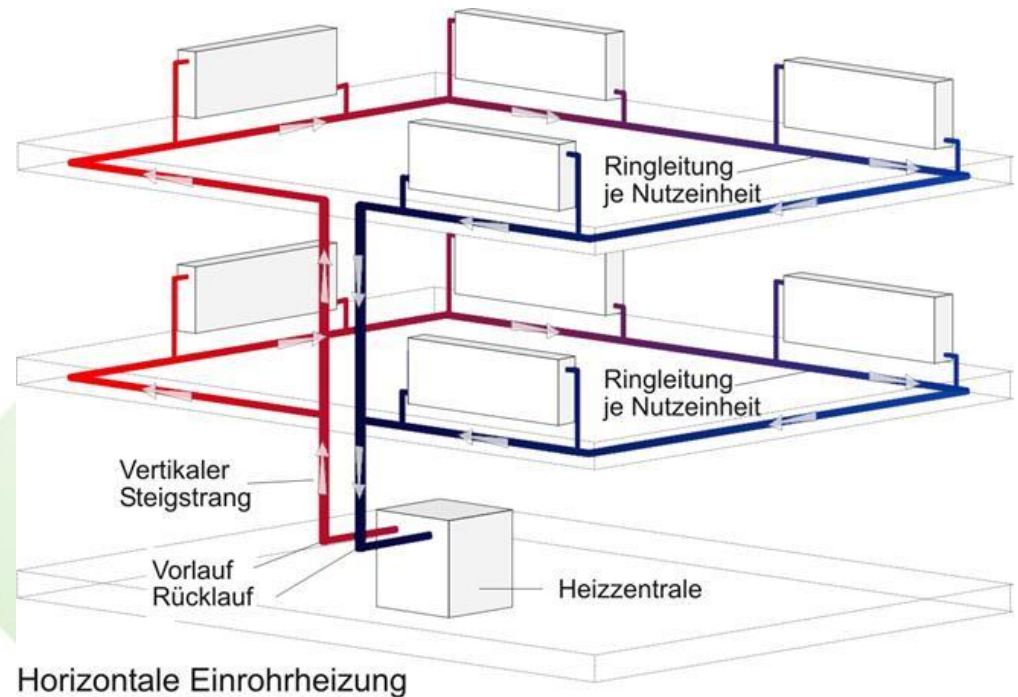 Ringleitung
je Nutzeinheit
Ringleitung
je Nutzeinheit
Vertikaler
Steigstrang
Vorlauf
Rücklauf
Heizzentrale
Horizontale Einrohrheizung